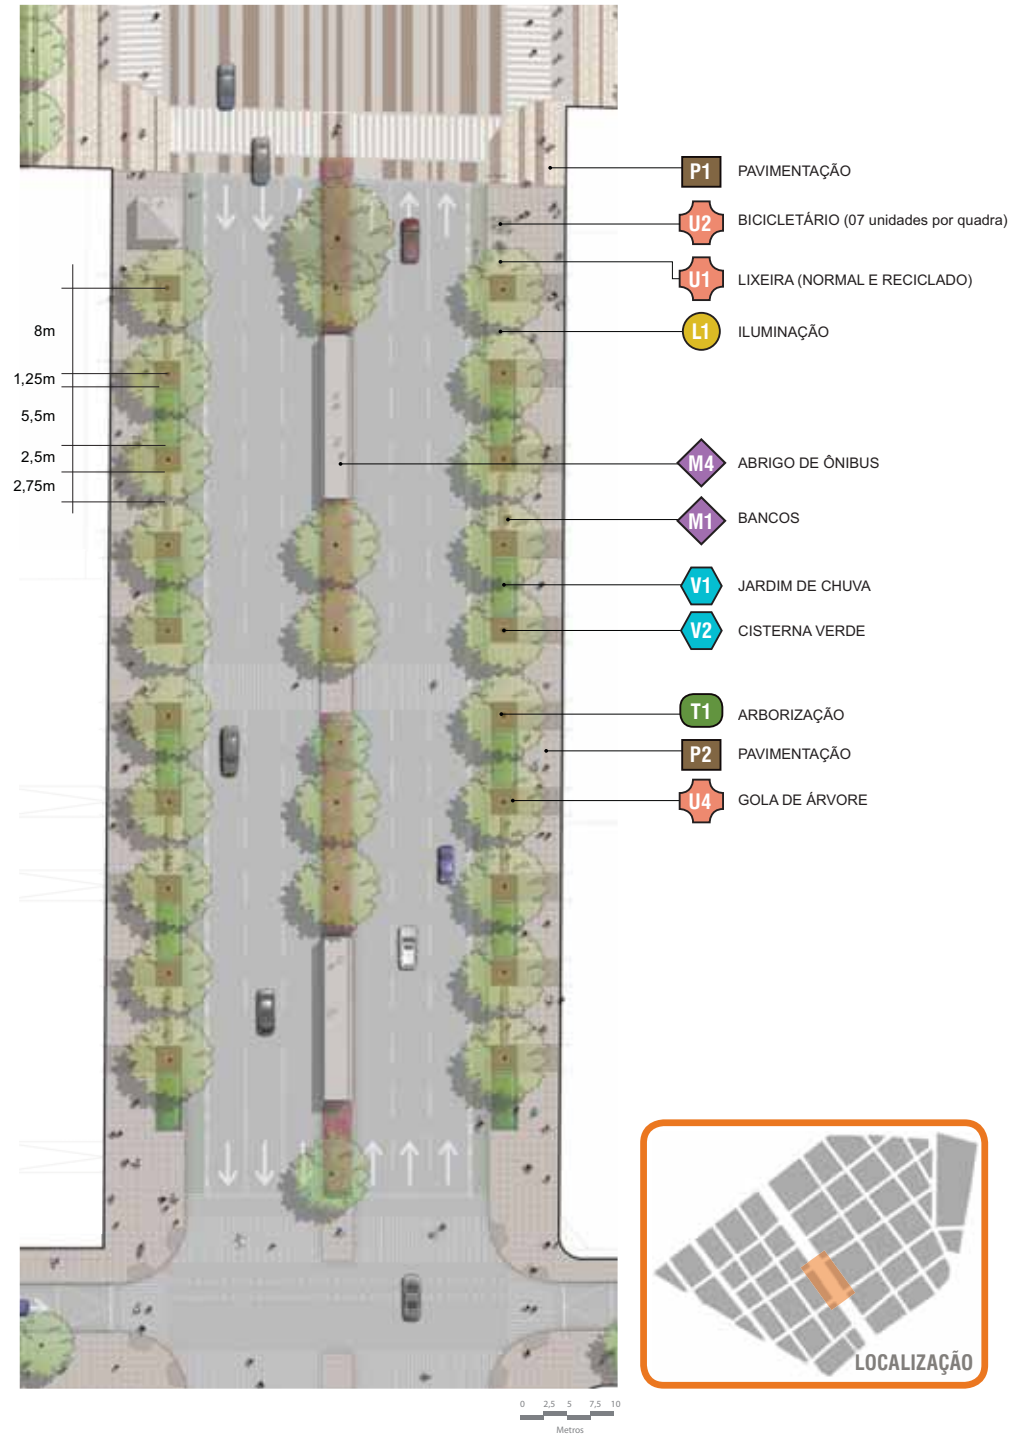 P1 PAVIMENTAÇÃO
U2 BICICLETÁRIO (07 unidades por quadra)
U1 LIXEIRA (NORMAL E RECICLADO)
L1 ILUMINAÇÃO
8m
1,25m
5,5m
2,5m
2,75m
M4 ABRIGO DE ÔNIBUS
M1 BANCOS
V1 JARDIM DE CHUVA
V2 CISTERNA VERDE
T1 ARBORIZAÇÃO
P2 PAVIMENTAÇÃO
U4 GOLA DE ÁRVORE
LOCALIZAÇÃO
0 2,5 5 7,5 10
Metros